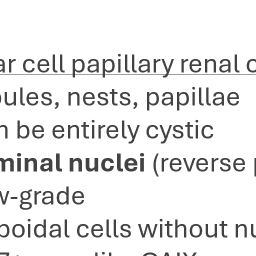 ar cell papillary renal c
ules, nests, papillae
n be entirely cystic
minal nuclei (reverse p
w-grade
boidal cells without nu